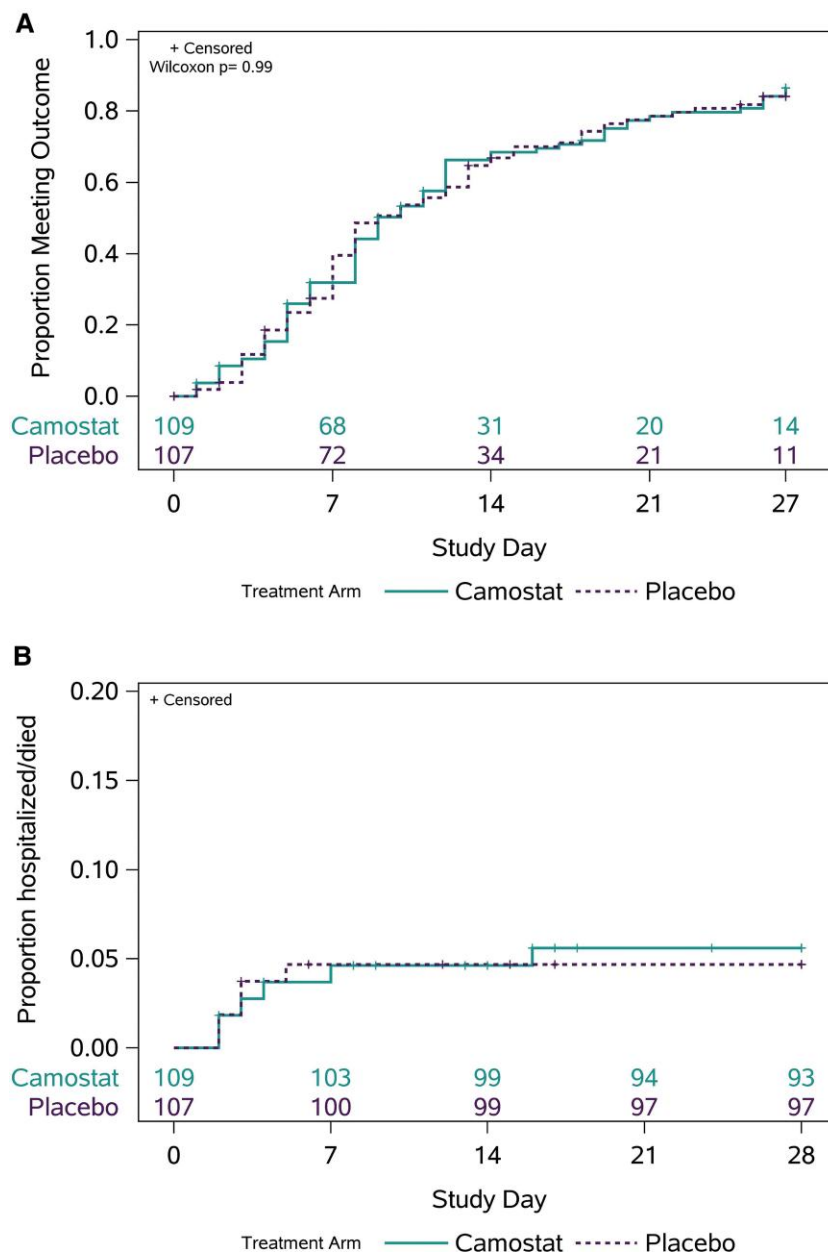 A
+ Censored
Wilcoxon p= 0.99
Proportion Meeting Outcome
1.0
0.8
0.6
0.4
0.2
0.0
Camostat 109 68 31 20 14
Placebo 107 72 34 21 11
0 7 14 21 27
Study Day
Treatment Arm Camostat Placebo
B
+ Censored
Proportion hospitalized/died
0.20
0.15
0.10
0.05
0.00
Camostat 109 103 99 94 93
Placebo 107 100 99 97 97
0 7 14 21 28
Study Day
Treatment Arm Camostat Placebo